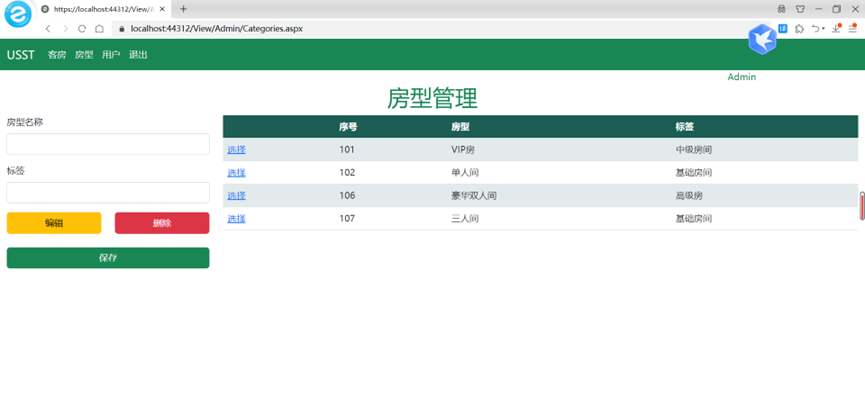 https://localhost:44312/View/A
localhost:44312/View/Admin/Categories.aspx
USST 客房 房型 用户 退出
Admin
房型管理
房型名称
标签
编辑 删除
保存
序号 房型 标签
选择 101 VIP房 中级房间
选择 102 单人间 基础房间
选择 106 豪华双人间 高级房
选择 107 三人间 基础房间